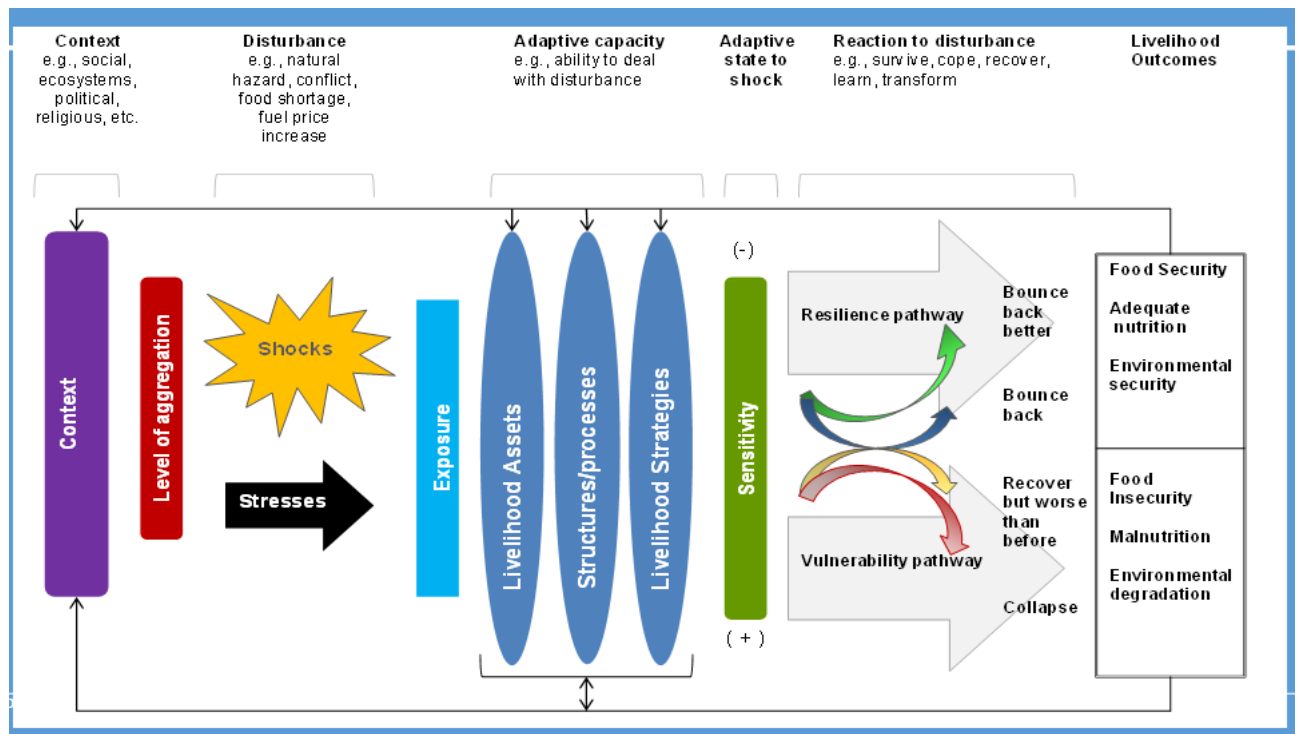 Context
e.g., social,
ecosystems,
political,
religious, etc.
Disturbance
e.g., natural
hazard, conflict,
food shortage,
fuel price
increase
Adaptive capacity
e.g., ability to deal
with disturbance
Adaptive
state to
shock
Reaction to disturbance
e.g., survive, cope, recover,
learn, transform
Livelihood
Outcomes
Context
Level of aggregation
Shocks
Stresses
Exposure
Livelihood Assets
Structures/processes
Livelihood Strategies
(-)
Sensitivity
(+)
Resilience pathway
Bounce
back
better
Bounce
back
Vulnerability pathway
Recover
but worse
than
before
Collapse
Food Security
Adequate
nutrition
Environmental
security
Food
Insecurity
Malnutrition
Environmental
degradation